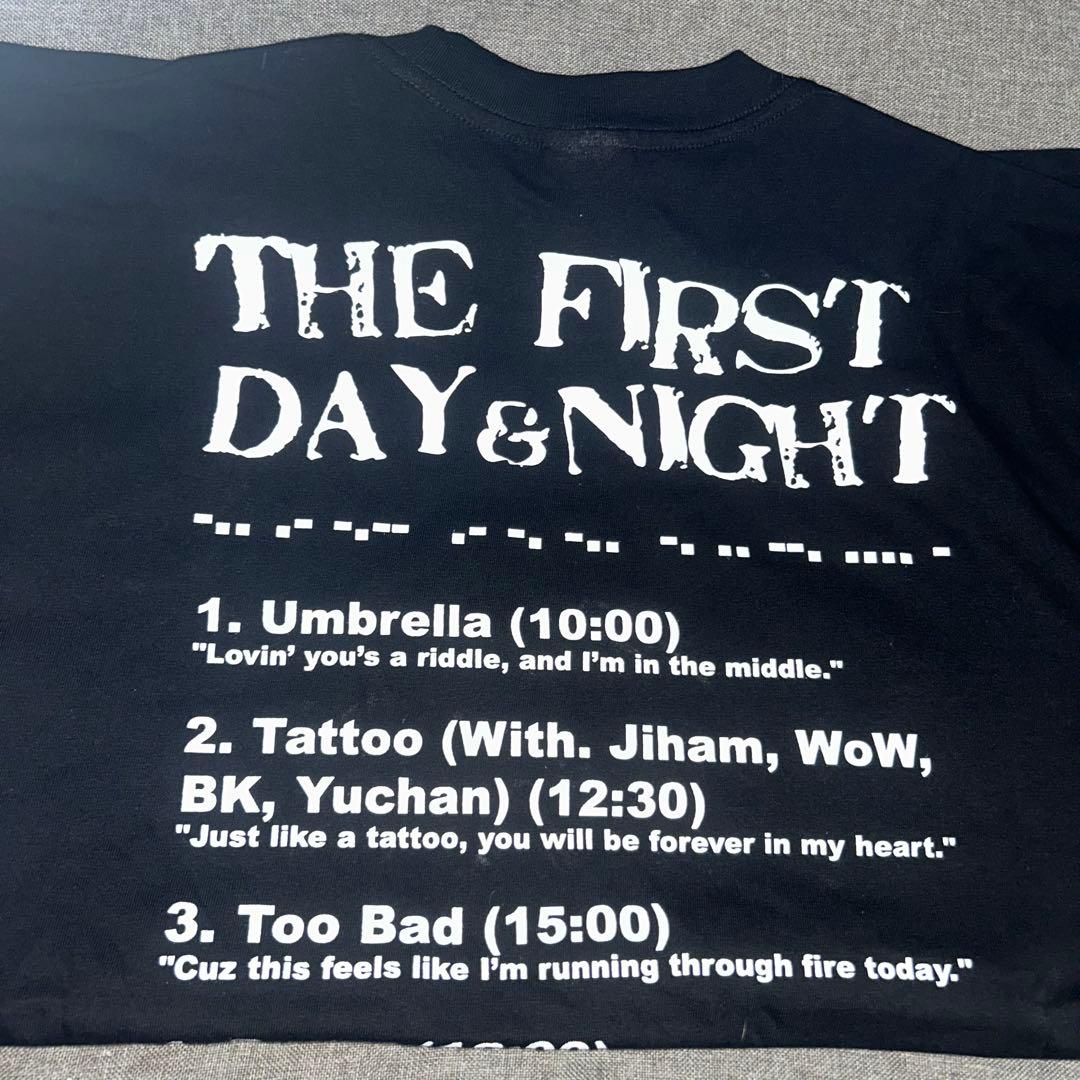 THE FIRST
DAY & NIGHT
-.. .- -.-- .- -. -.. -. .. --. .... -
1. Umbrella (10:00)
"Lovin’ you’s a riddle, and I’m in the middle."
2. Tattoo (With. Jiham, WoW,
BK, Yuchan) (12:30)
"Just like a tattoo, you will be forever in my heart."
3. Too Bad (15:00)
"Cuz this feels like I’m running through fire today."